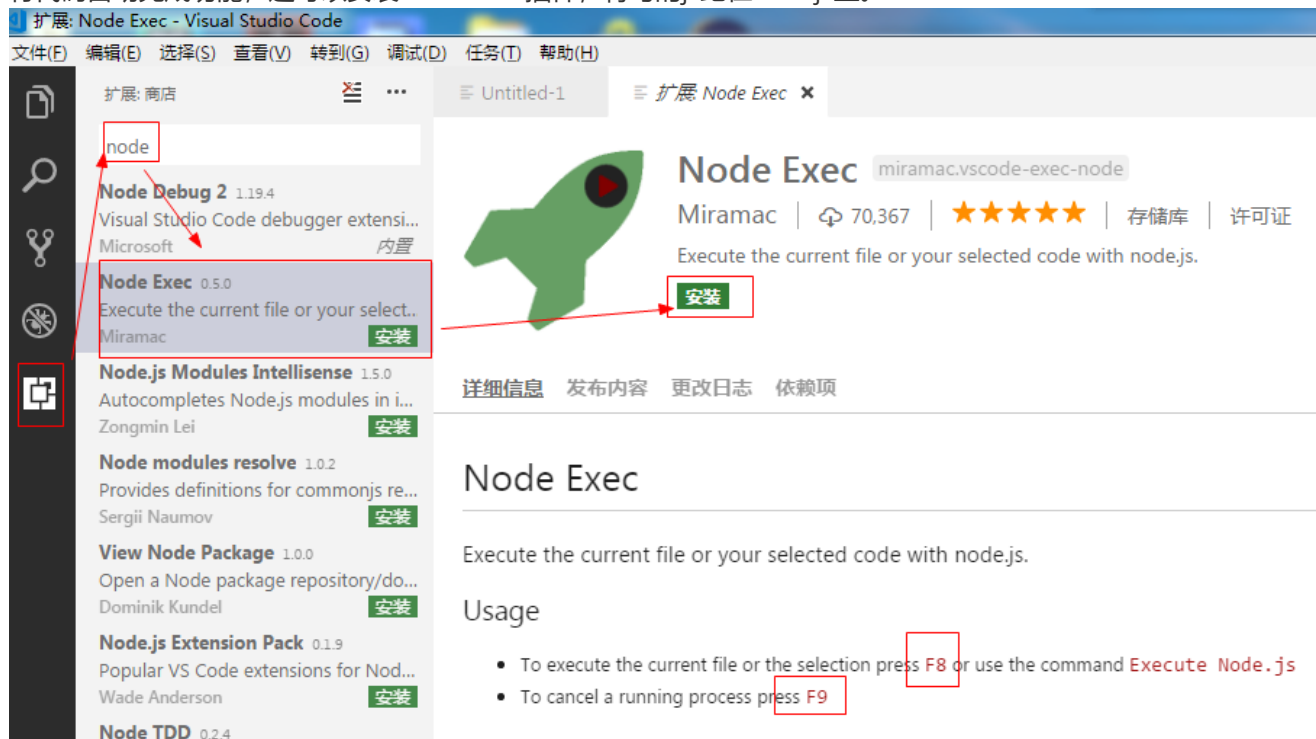 扩展: Node Exec - Visual Studio Code
文件(F) 编辑(E) 选择(S) 查看(V) 转到(G) 调试(D) 任务(T) 帮助(H)
扩展: 商店
node
Node Debug 2 1.19.4
Visual Studio Code debugger extensi...
Microsoft 内置
Node Exec 0.5.0
Execute the current file or your select...
Miramac 安装
Node.js Modules Intellisense 1.5.0
Autocompletes Node.js modules in i...
Zongmin Lei 安装
Node modules resolve 1.0.2
Provides definitions for commonjs re...
Sergii Naumov 安装
View Node Package 1.0.0
Open a Node package repository/do...
Dominik Kundel 安装
Node.js Extension Pack 0.1.9
Popular VS Code extensions for Nod...
Wade Anderson 安装
Node TDD 0.2.4
Untitled-1 扩展: Node Exec
Node Exec miramac.vscode-exec-node
Miramac 70,367 存储库 许可证
Execute the current file or your selected code with node.js.
安装
详细信息 发布内容 更改日志 依赖项
Node Exec
Execute the current file or your selected code with node.js.
Usage
To execute the current file or the selection press F8 or use the command Execute Node.js
To cancel a running process press F9